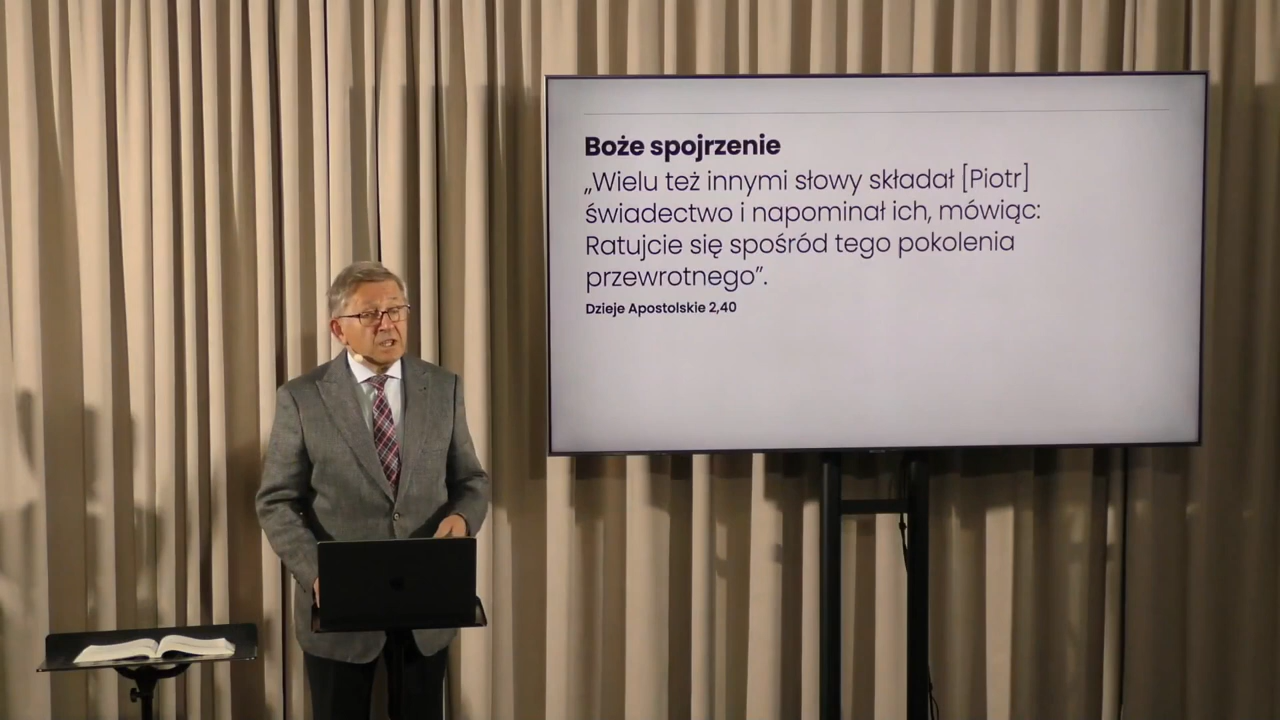 Boże spojrzenie
„Wielu też innymi słowy składał [Piotr]
świadectwo i napominał ich, mówiąc:
Ratujcie się spośród tego pokolenia
przewrotnego”.
Dzieje Apostolskie 2,40